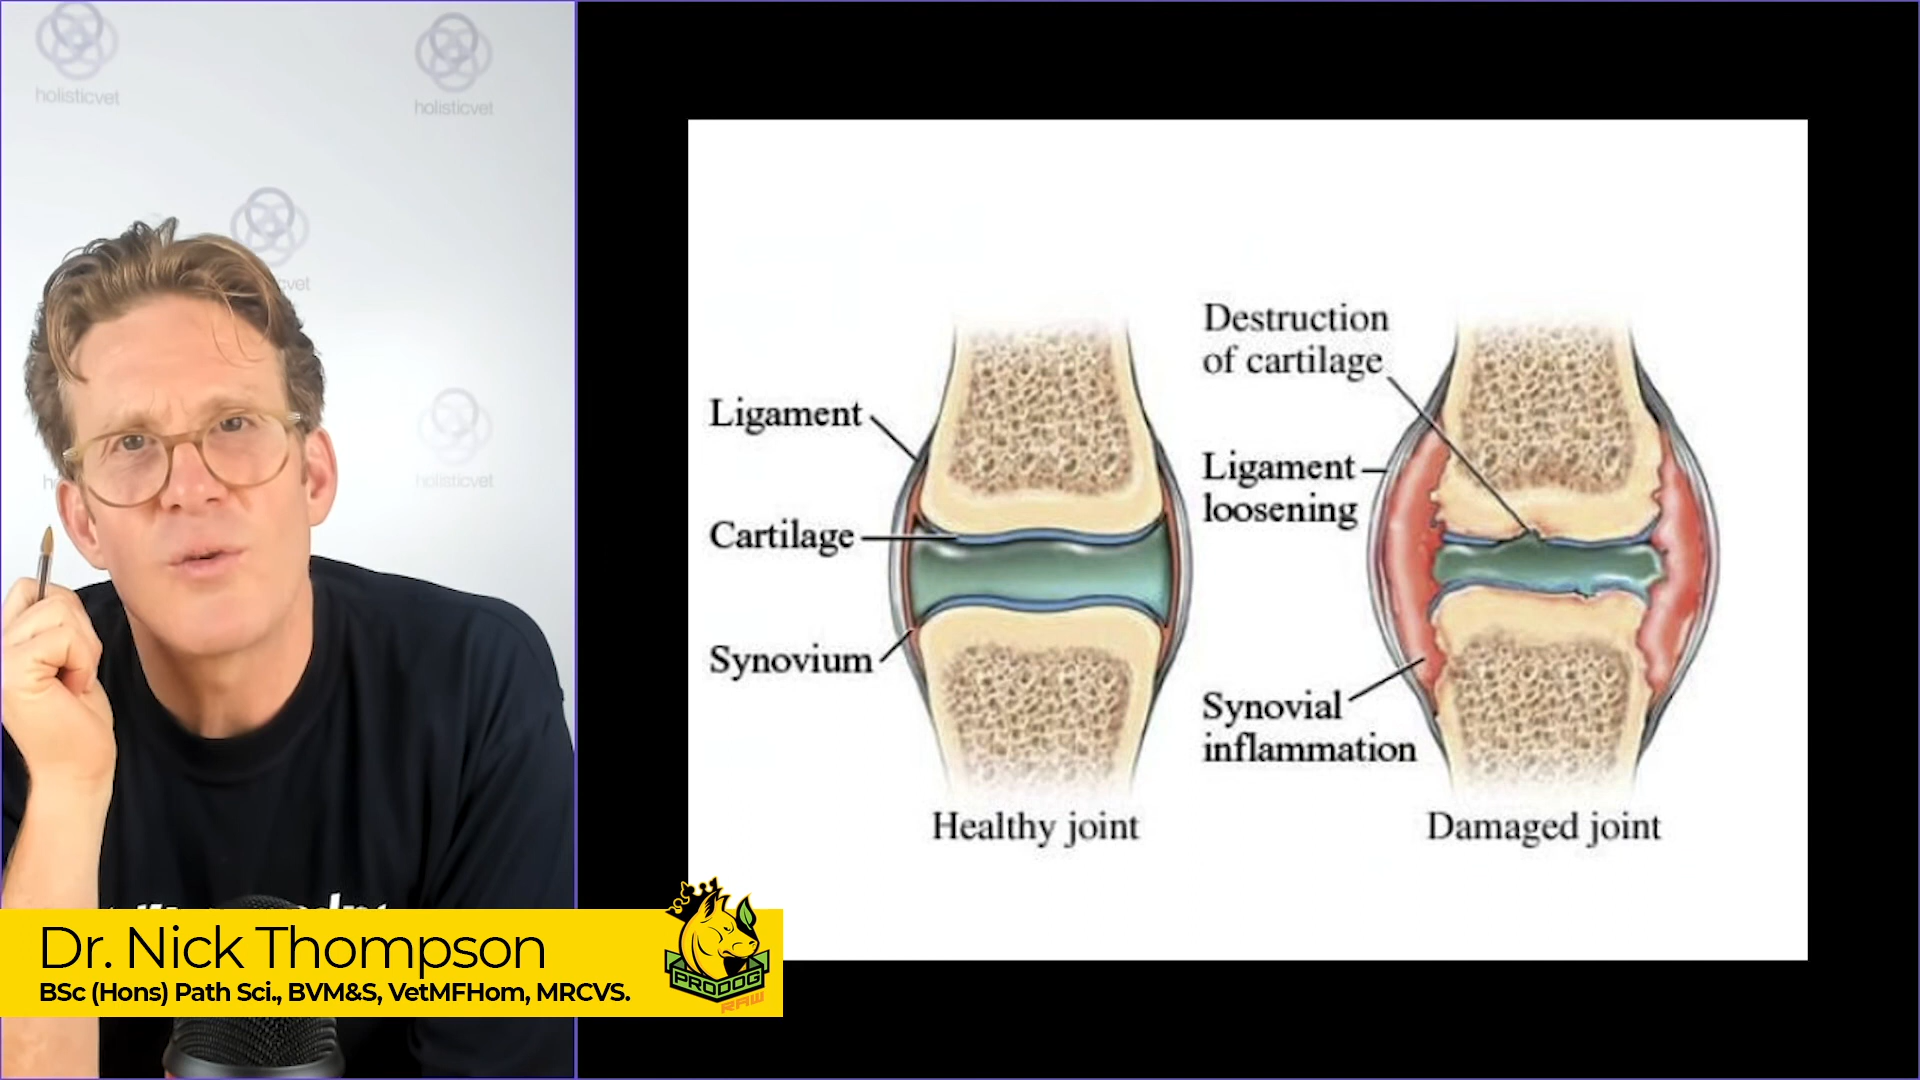 holisticvet
holisticvet
cvet
holisticvet
Destruction
of cartilage
Ligament
Ligament
loosening
Cartilage
Synovium
Synovial
inflammation
Healthy joint
Damaged joint
Dr. Nick Thompson
BSc (Hons) Path Sci., BVM&S, VetMFHom, MRCVS.
PRODOG
RAW